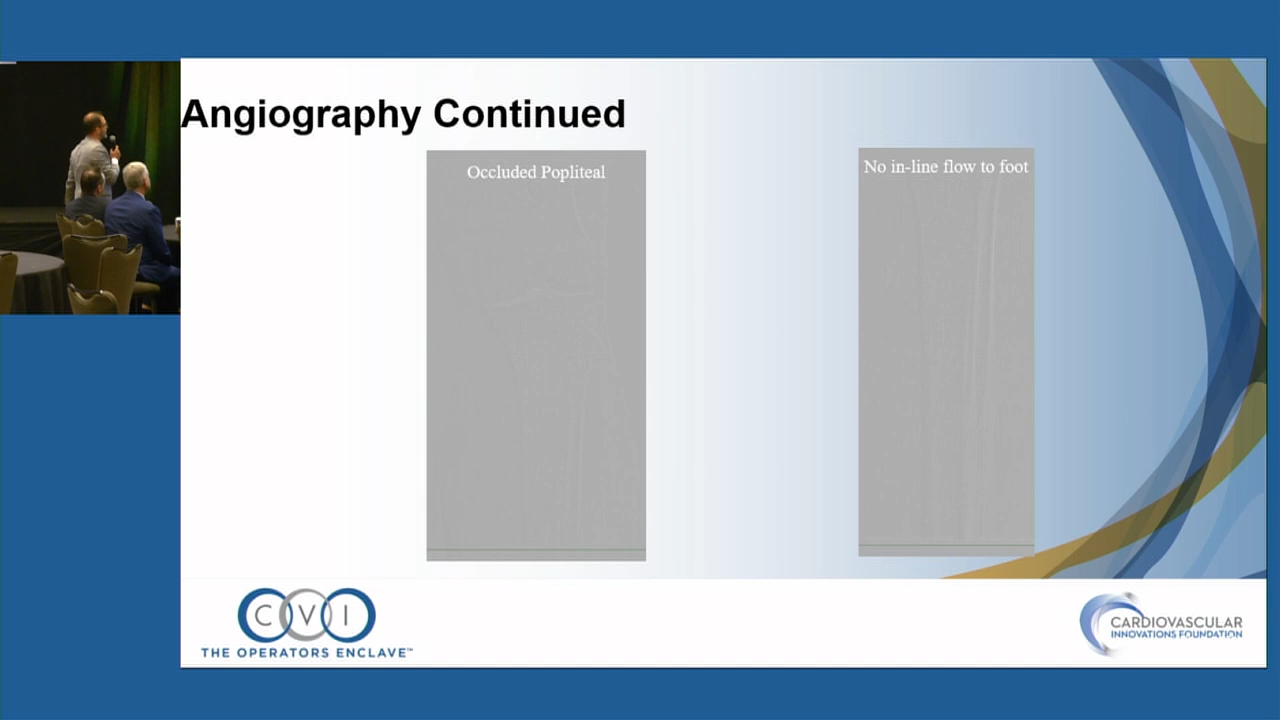 Angiography Continued
Occluded Popliteal
No in-line flow to foot
CVI
THE OPERATORS ENCLAVE™
CARDIOVASCULAR
INNOVATIONS FOUNDATION